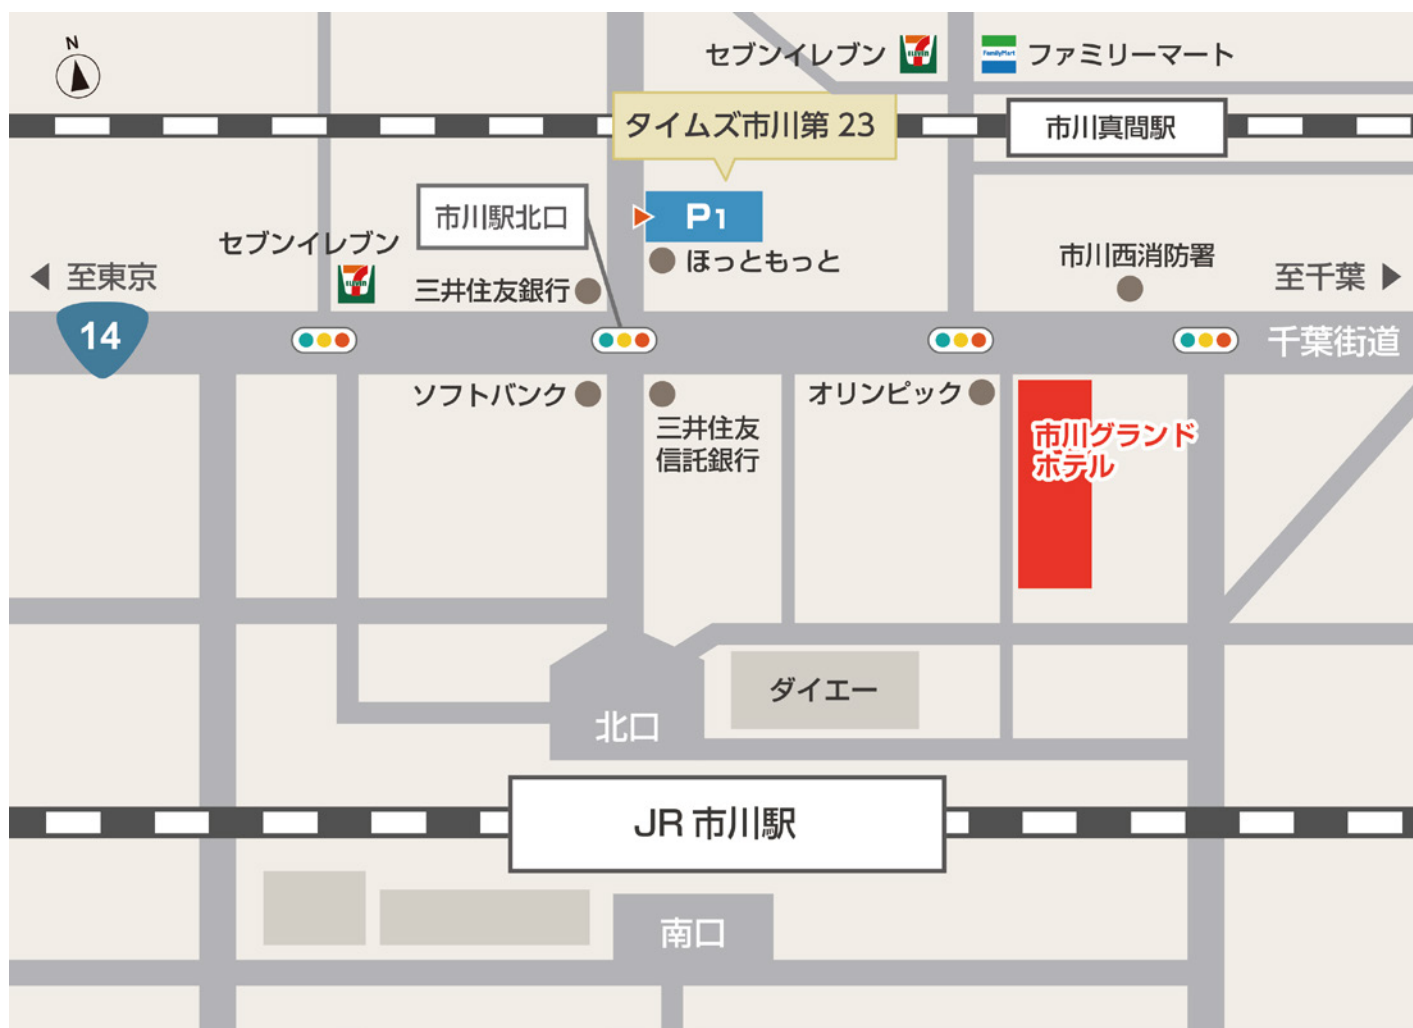 N
セブンイレブン
ELEVEN
FamilyMart
ファミリーマート
タイムズ市川第 23
市川真間駅
市川駅北口
P1
セブンイレブン
ELEVEN
ほっともっと
市川西消防署
至東京
三井住友銀行
至千葉
14
千葉街道
ソフトバンク
三井住友
信託銀行
オリンピック
市川グランド
ホテル
ダイエー
北口
JR 市川駅
南口